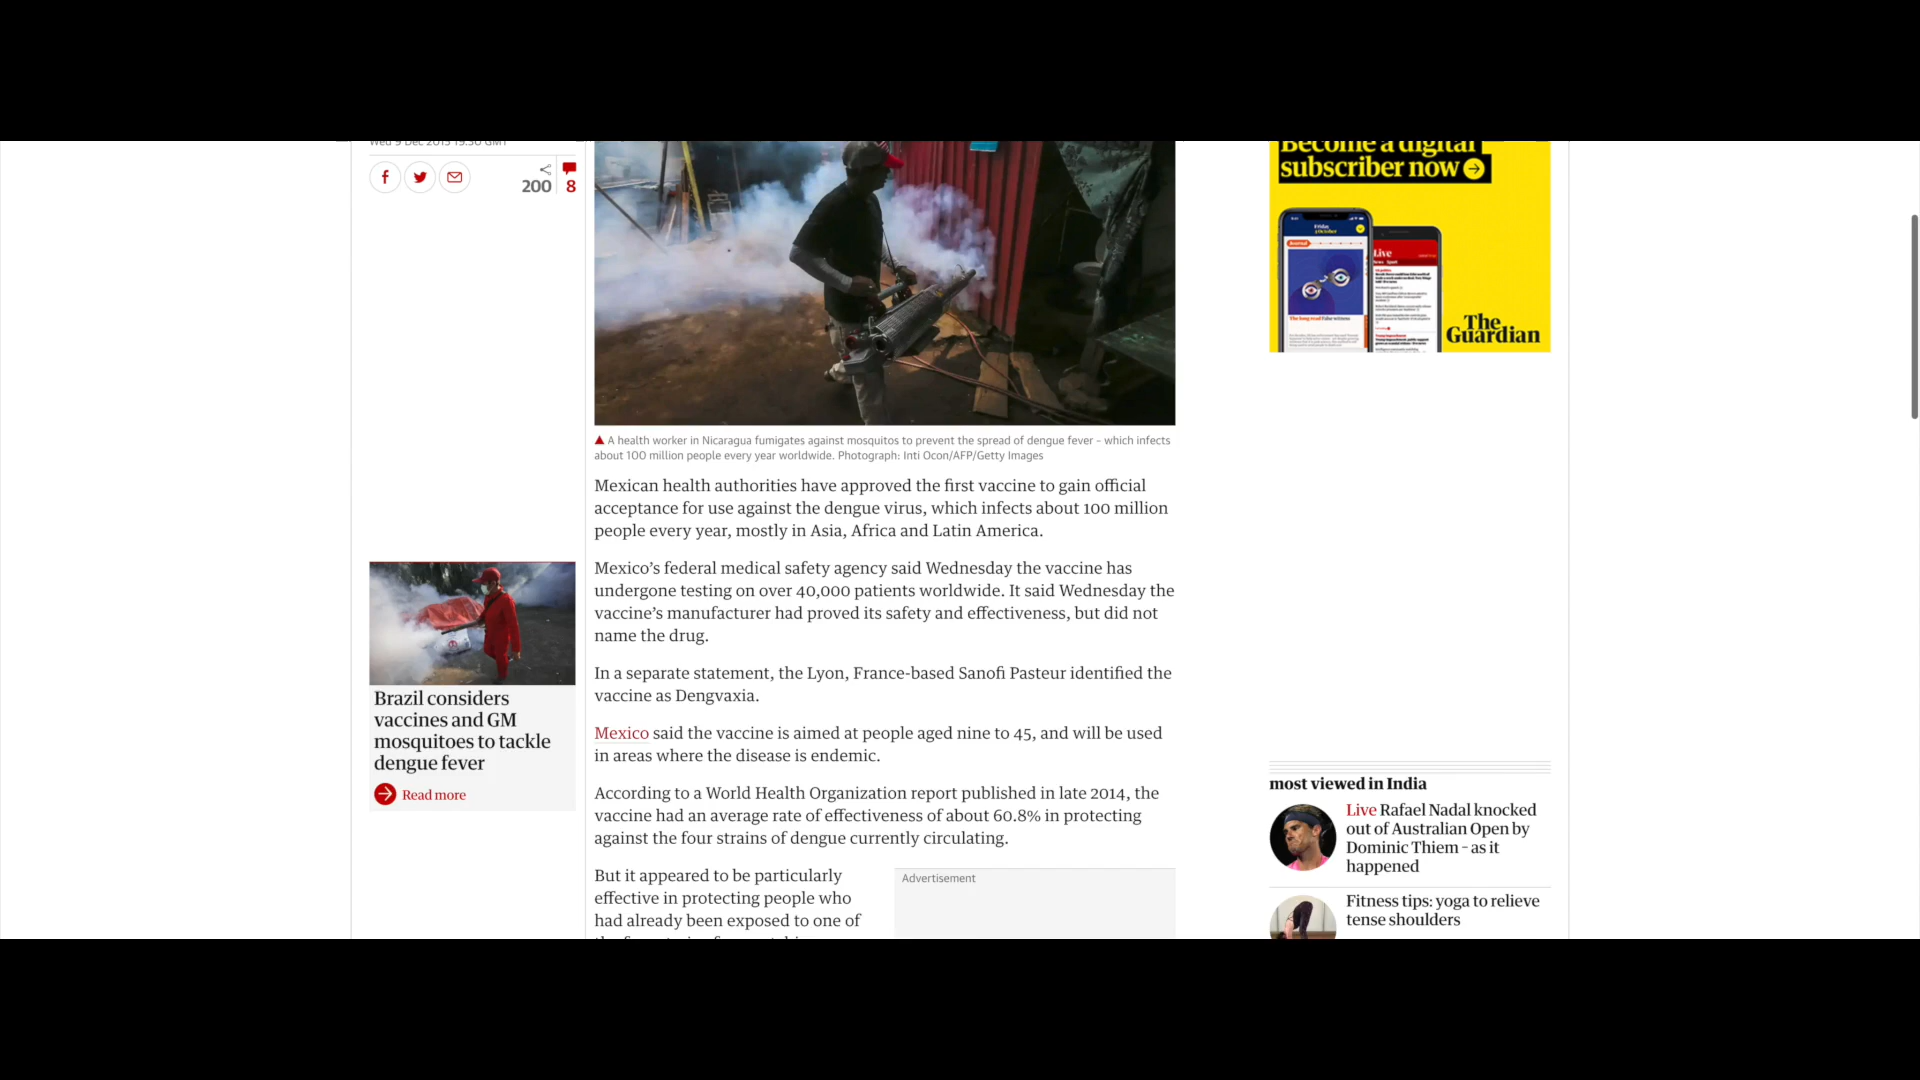 Wed 9 Dec 2015 19.30 GMT
200
8
A health worker in Nicaragua fumigates against mosquitos to prevent the spread of dengue fever – which infects
about 100 million people every year worldwide. Photograph: Inti Ocon/AFP/Getty Images
Mexican health authorities have approved the first vaccine to gain official
acceptance for use against the dengue virus, which infects about 100 million
people every year, mostly in Asia, Africa and Latin America.
Mexico’s federal medical safety agency said Wednesday the vaccine has
undergone testing on over 40,000 patients worldwide. It said Wednesday the
vaccine’s manufacturer had proved its safety and effectiveness, but did not
name the drug.
In a separate statement, the Lyon, France-based Sanofi Pasteur identified the
vaccine as Dengvaxia.
Mexico said the vaccine is aimed at people aged nine to 45, and will be used
in areas where the disease is endemic.
According to a World Health Organization report published in late 2014, the
vaccine had an average rate of effectiveness of about 60.8% in protecting
against the four strains of dengue currently circulating.
But it appeared to be particularly
effective in protecting people who
had already been exposed to one of
Advertisement
Brazil considers
vaccines and GM
mosquitoes to tackle
dengue fever
Read more
Become a digital
subscriber now
Live
The long read False witness
The
Guardian
most viewed in India
Live Rafael Nadal knocked
out of Australian Open by
Dominic Thiem – as it
happened
Fitness tips: yoga to relieve
tense shoulders